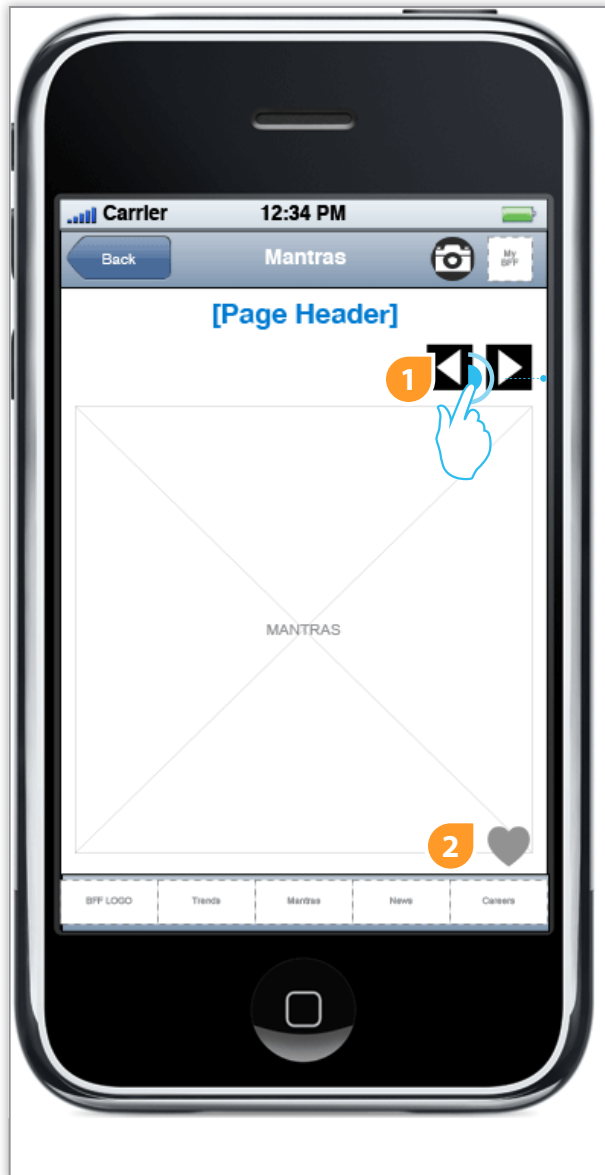 Carrier 12:34 PM
Back Mantras My
BFF
[Page Header]
1
MANTRAS
2
BFF LOGO Trends Mantras News Careers